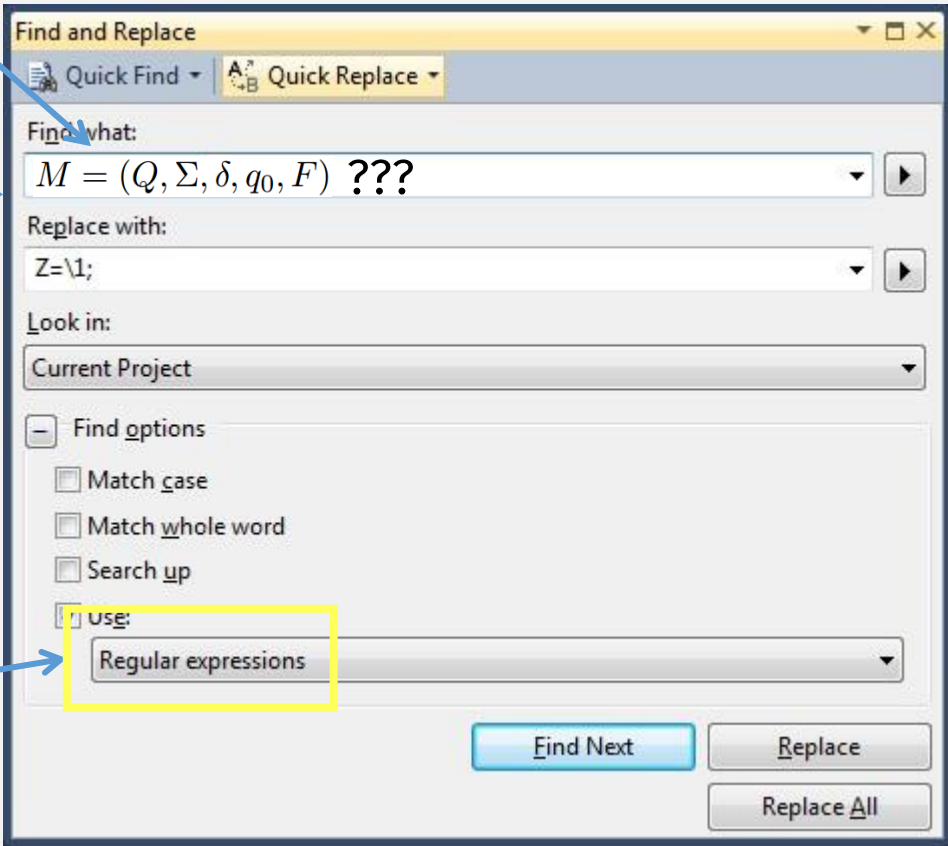 Find and Replace
Quick Find Quick Replace
Find what:
M = (Q, Σ, δ, q₀, F) ???
Replace with:
Z=\1;
Look in:
Current Project
Find options
Match case
Match whole word
Search up
Use:
Regular expressions
Find Next Replace
Replace All